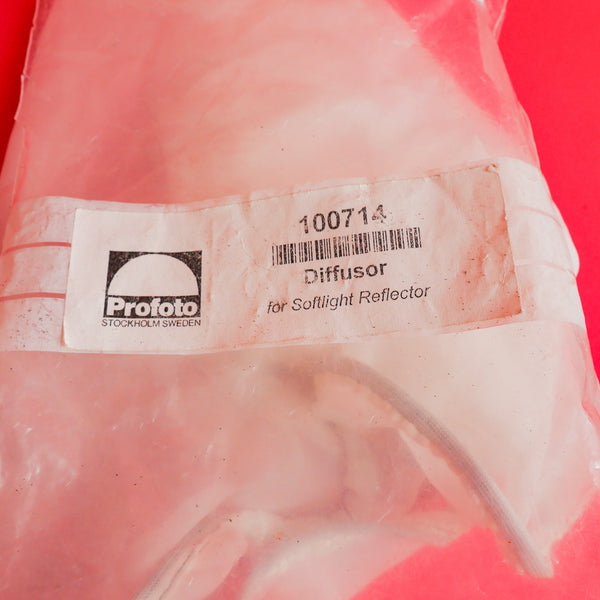 100714
Diffusor
for Softlight Reflector
Profoto
STOCKHOLM SWEDEN